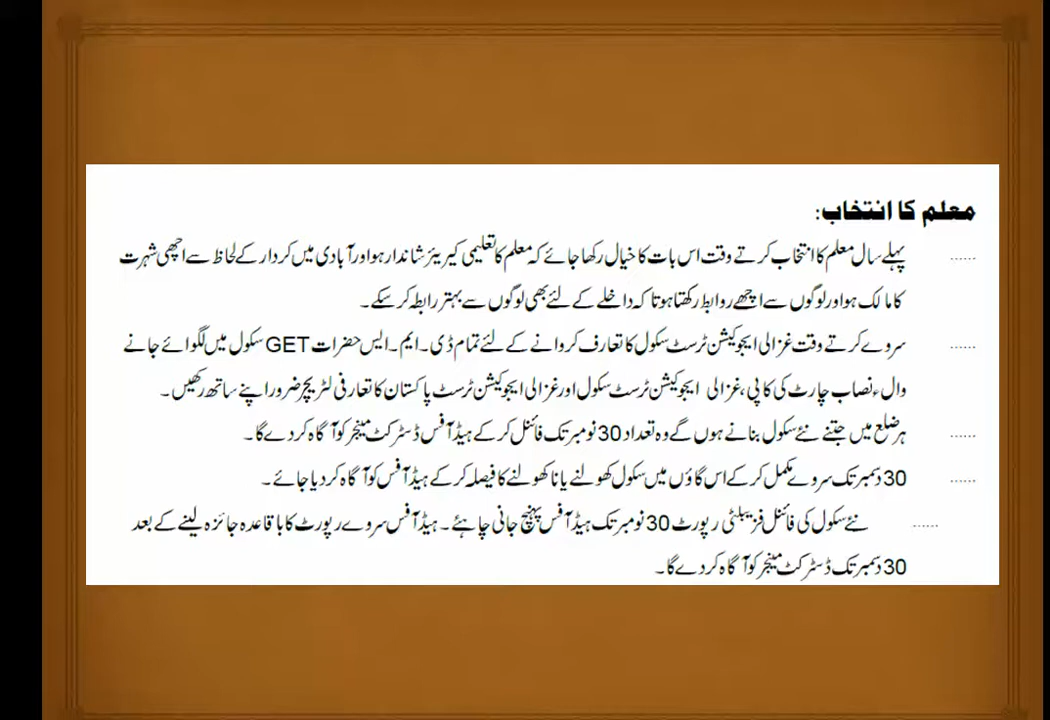 معلم کا انتخاب:
...... پہلے سال معلم کا انتخاب کرتے وقت اس بات کا خیال رکھا جائے کہ معلم کا تعلیمی کیریئر شاندار ہو اور آبادی میں کردار کے لحاظ سے اچھی شہرت
کا مالک ہو اور لوگوں سے اچھے روابط رکھتا ہو تا کہ داخلے کے لئے بھی لوگوں سے بہتر رابطہ کر سکے۔
...... سروے کرتے وقت غزالی ایجوکیشن ٹرسٹ سکول کا تعارف کروانے کے لئے تمام ڈی۔ایم۔ایس حضرات GET سکول میں لگوائے جانے
والء نصاب چارٹ کی کاپی، غزالی ایجوکیشن ٹرسٹ سکول اور غزالی ایجوکیشن ٹرسٹ پاکستان کا تعارفی لٹریچر ضرور اپنے ساتھ رکھیں۔
...... ہر ضلع میں جتنے نئے سکول بنانے ہوں گے وہ تعداد 30 نومبر تک فائنل کر کے ہیڈ آفس ڈسٹرکٹ مینیجر کو آگاہ کر دے گا۔
...... 30 دسمبر تک سروے مکمل کر کے اس گاؤں میں سکول کھولنے یا نا کھولنے کا فیصلہ کر کے ہیڈ آفس کو آگاہ کر دیا جائے۔
...... نئے سکول کی فائنل فزیبلٹی رپورٹ 30 نومبر تک ہیڈ آفس پہنچ جانی چاہئے۔ ہیڈ آفس سروے رپورٹ کا باقاعدہ جائزہ لینے کے بعد
30 دسمبر تک ڈسٹرکٹ مینیجر کو آگاہ کر دے گا۔